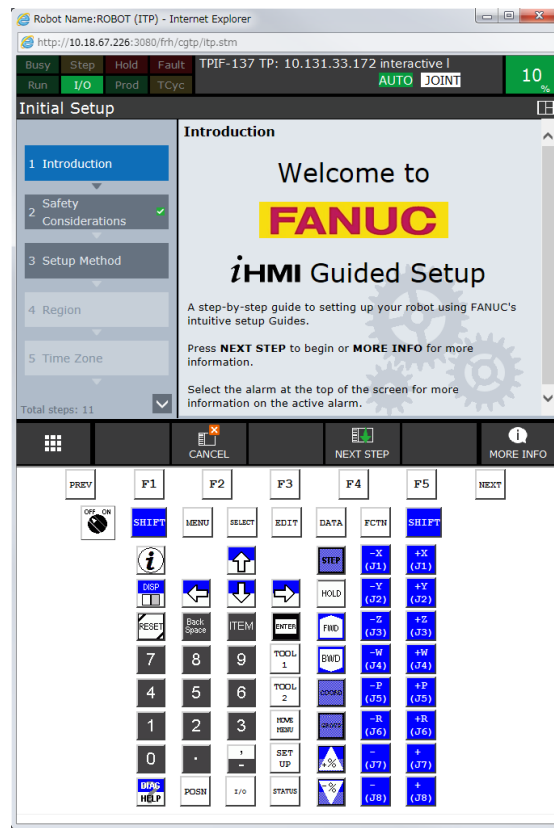 Robot Name:ROBOT (ITP) - Internet Explorer
http://10.18.67.226:3080/frh/cgtp/itp.stm
Busy Step Hold Fault TPIF-137 TP: 10.131.33.172 interactive l
Run I/O Prod TCyc AUTO JOINT 10 %
Initial Setup
Introduction
1 Introduction
Welcome to
2 Safety Considerations
FANUC
3 Setup Method
iHMI Guided Setup
4 Region
A step-by-step guide to setting up your robot using FANUC's
intuitive setup Guides.
5 Time Zone
Press NEXT STEP to begin or MORE INFO for more
information.
Select the alarm at the top of the screen for more
information on the active alarm.
Total steps: 11
CANCEL NEXT STEP MORE INFO
PREV F1 F2 F3 F4 F5 NEXT
OFF ON SHIFT MENU SELECT EDIT DATA FCTN SHIFT
i STEP -X (J1) +X (J1)
DISP HOLD -Y (J2) +Y (J2)
RESET Back Space ITEM ENTER FWD -Z (J3) +Z (J3)
7 8 9 TOOL 1 BWD -W (J4) +W (J4)
4 5 6 TOOL 2 COORD -P (J5) +P (J5)
1 2 3 MOVE MENU GROUP -R (J6) +R (J6)
0 . , - SET UP +% - (J7) + (J7)
DIAG HELP POSN I/O STATUS -% - (J8) + (J8)